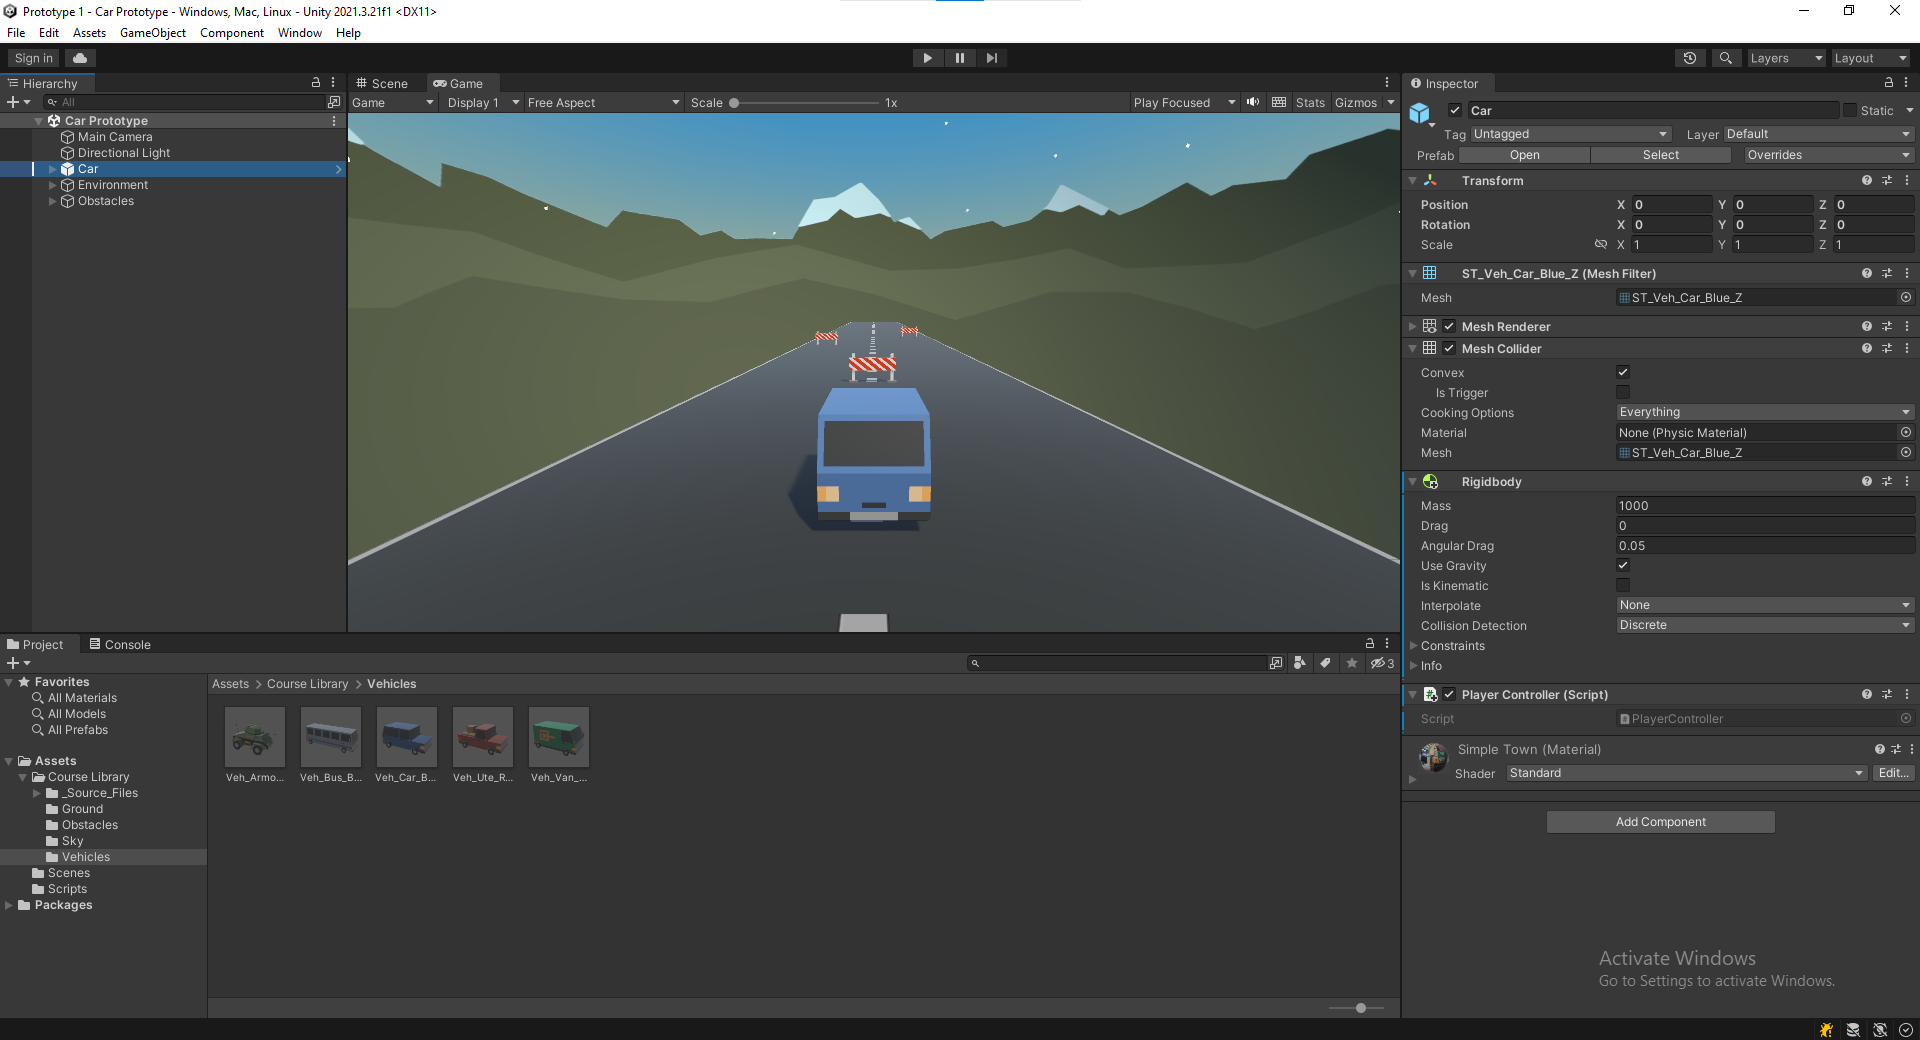 Prototype 1 - Car Prototype - Windows, Mac, Linux - Unity 2021.3.21f1 <DX11>
File Edit Assets GameObject Component Window Help
Sign in
Layers Layout
Hierarchy
All
Car Prototype
Main Camera
Directional Light
Car
Environment
Obstacles
Scene Game
Game Display 1 Free Aspect Scale 1x Play Focused Stats Gizmos
Inspector
Car Static
Tag Untagged Layer Default
Prefab Open Select Overrides
Transform
Position X 0 Y 0 Z 0
Rotation X 0 Y 0 Z 0
Scale X 1 Y 1 Z 1
ST_Veh_Car_Blue_Z (Mesh Filter)
Mesh ST_Veh_Car_Blue_Z
Mesh Renderer
Mesh Collider
Convex
Is Trigger
Cooking Options Everything
Material None (Physic Material)
Mesh ST_Veh_Car_Blue_Z
Rigidbody
Mass 1000
Drag 0
Angular Drag 0.05
Use Gravity
Is Kinematic
Interpolate None
Collision Detection Discrete
Constraints
Info
Player Controller (Script)
Script PlayerController
Simple Town (Material)
Shader Standard Edit...
Add Component
Project Console
3
Favorites
All Materials
All Models
All Prefabs
Assets
Course Library
_Source_Files
Ground
Obstacles
Sky
Vehicles
Scenes
Scripts
Packages
Assets > Course Library > Vehicles
Veh_Armo... Veh_Bus_B... Veh_Car_B... Veh_Ute_R... Veh_Van_...
Activate Windows
Go to Settings to activate Windows.